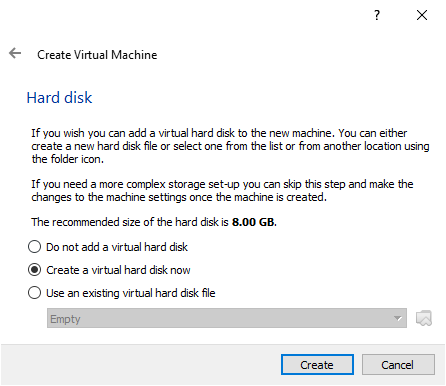 ?
Create Virtual Machine
Hard disk
If you wish you can add a virtual hard disk to the new machine. You can either
create a new hard disk file or select one from the list or from another location using
the folder icon.
If you need a more complex storage set-up you can skip this step and make the
changes to the machine settings once the machine is created.
The recommended size of the hard disk is 8.00 GB.
Do not add a virtual hard disk
Create a virtual hard disk now
Use an existing virtual hard disk file
Empty
Create
Cancel